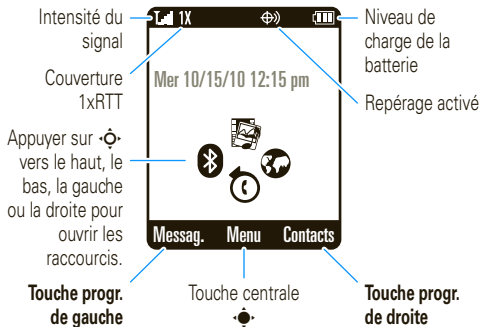 Intensité du
signal
Couverture
1xRTT
Appuyer sur
vers le haut, le
bas, la gauche
ou la droite pour
ouvrir les
raccourcis.
Touche progr.
de gauche
1X
Mer 10/15/10 12:15 pm
Messag. Menu Contacts
Touche centrale
Niveau de
charge de la
batterie
Repérage activé
Touche progr.
de droite